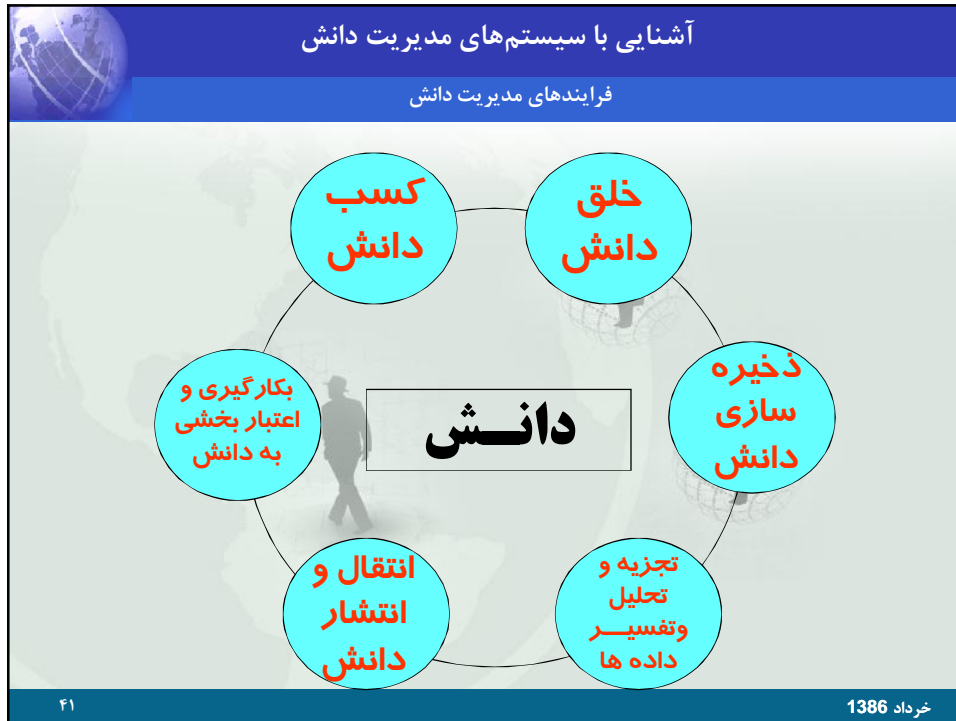 آشنایی با سیستم‌های مدیریت دانش
فرایندهای مدیریت دانش
کسب
دانش
خلق
دانش
ذخیره
سازی
دانش
تجزیه و
تحلیل
وتفسیـــر
داده ها
انتقال و
انتشار
دانش
بکارگیری و
اعتبار بخشی
به دانش
دانــش
خرداد 1386
۴۱